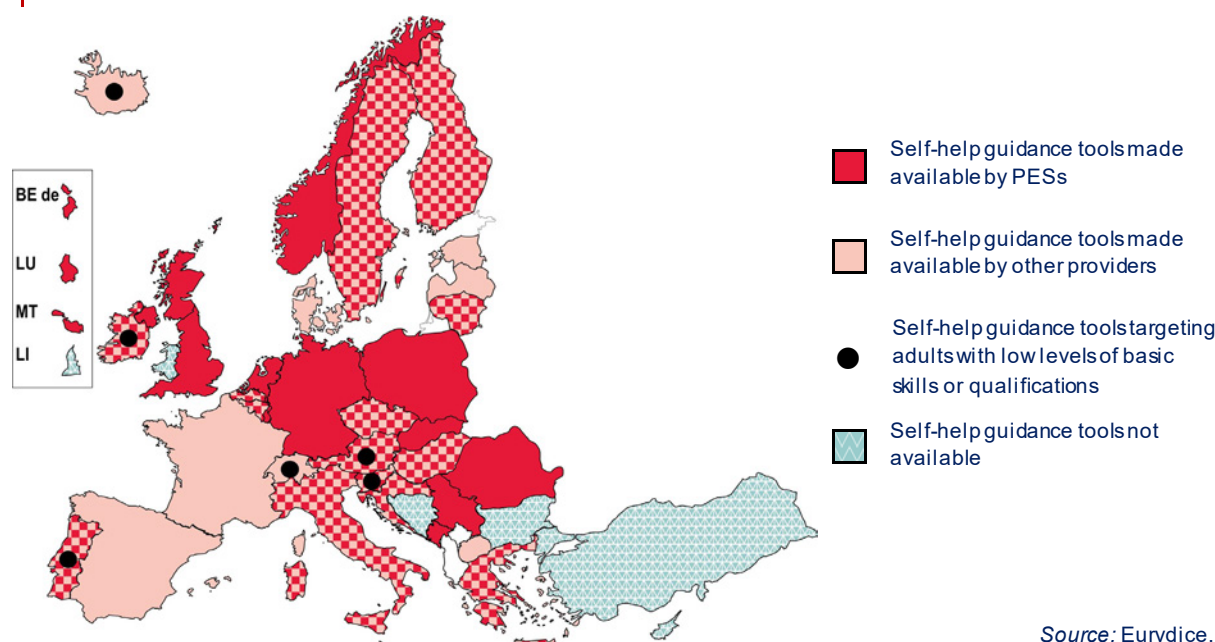 BE de
LU
MT
LI
Self-help guidance tools made
available by PESs
Self-help guidance tools made
available by other providers
Self-help guidance tools targeting
adults with low levels of basic
skills or qualifications
Self-help guidance tools not
available
Source: Eurydice.